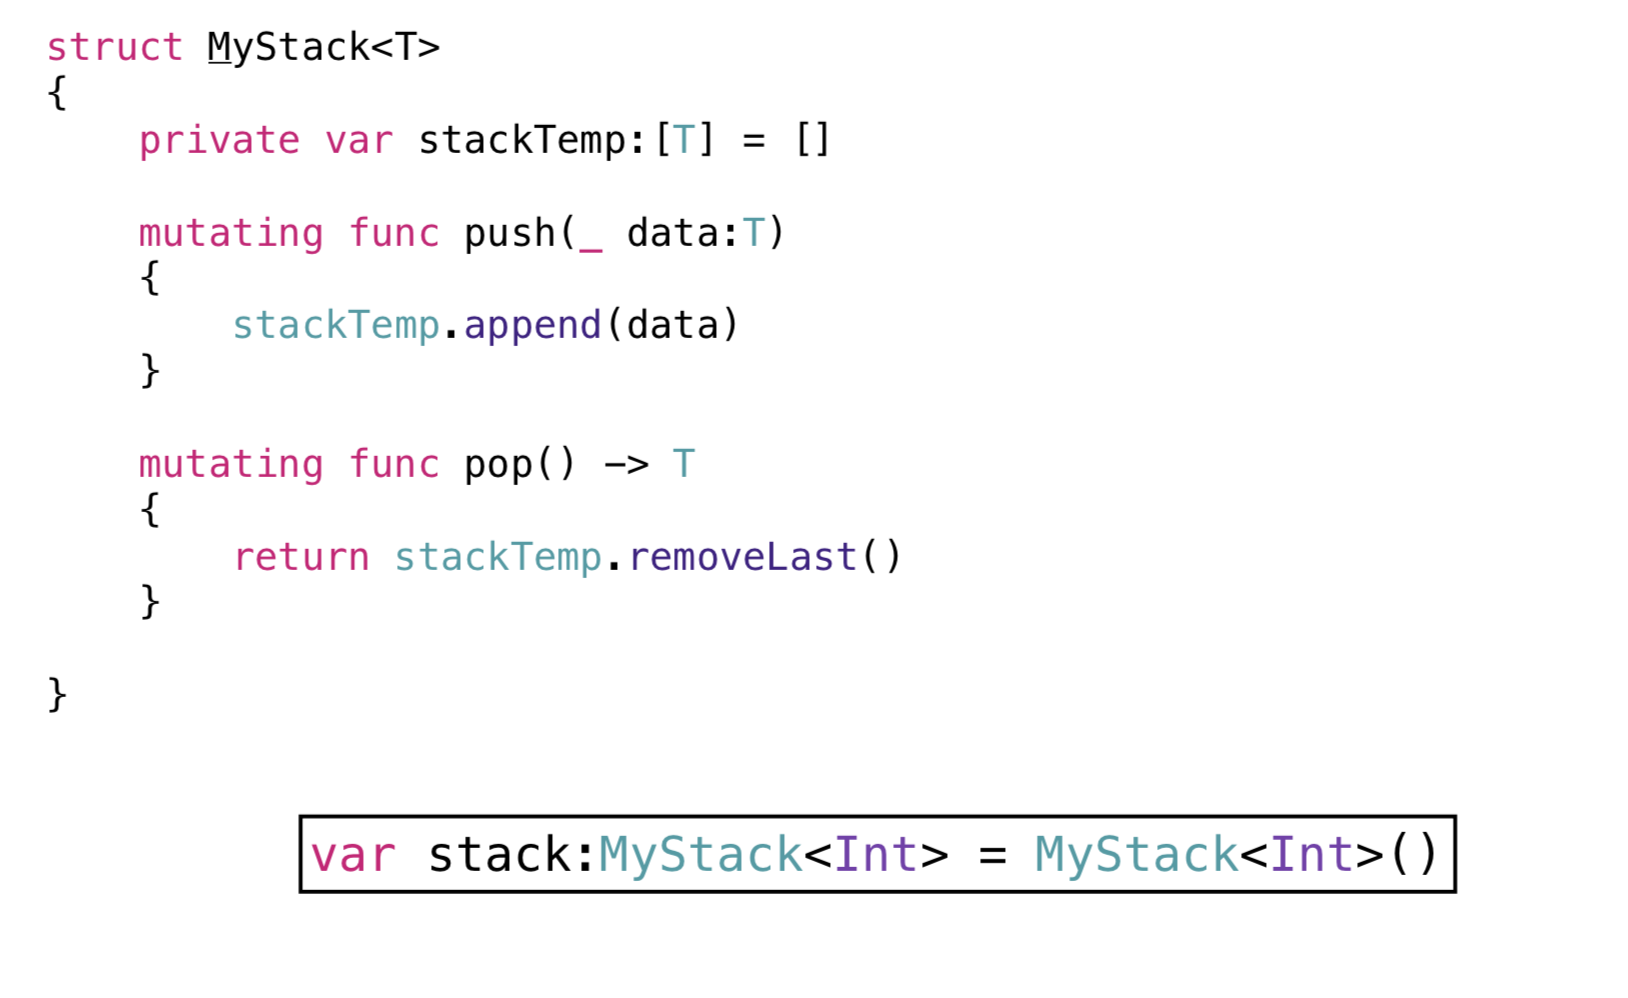 struct MyStack<T>
{
    private var stackTemp:[T] = []
    mutating func push(_ data:T)
    {
        stackTemp.append(data)
    }
    mutating func pop() -> T
    {
        return stackTemp.removeLast()
    }
}
var stack:MyStack<Int> = MyStack<Int>()